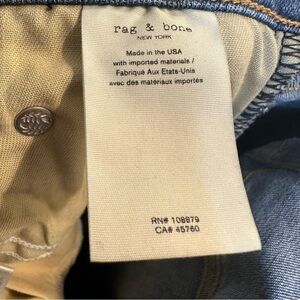 rag & bone
NEW YORK
Made in the USA
with imported materials /
Fabriqué Aux Etats-Unis
avec des matériaux importés
RN# 108979
CA# 45760